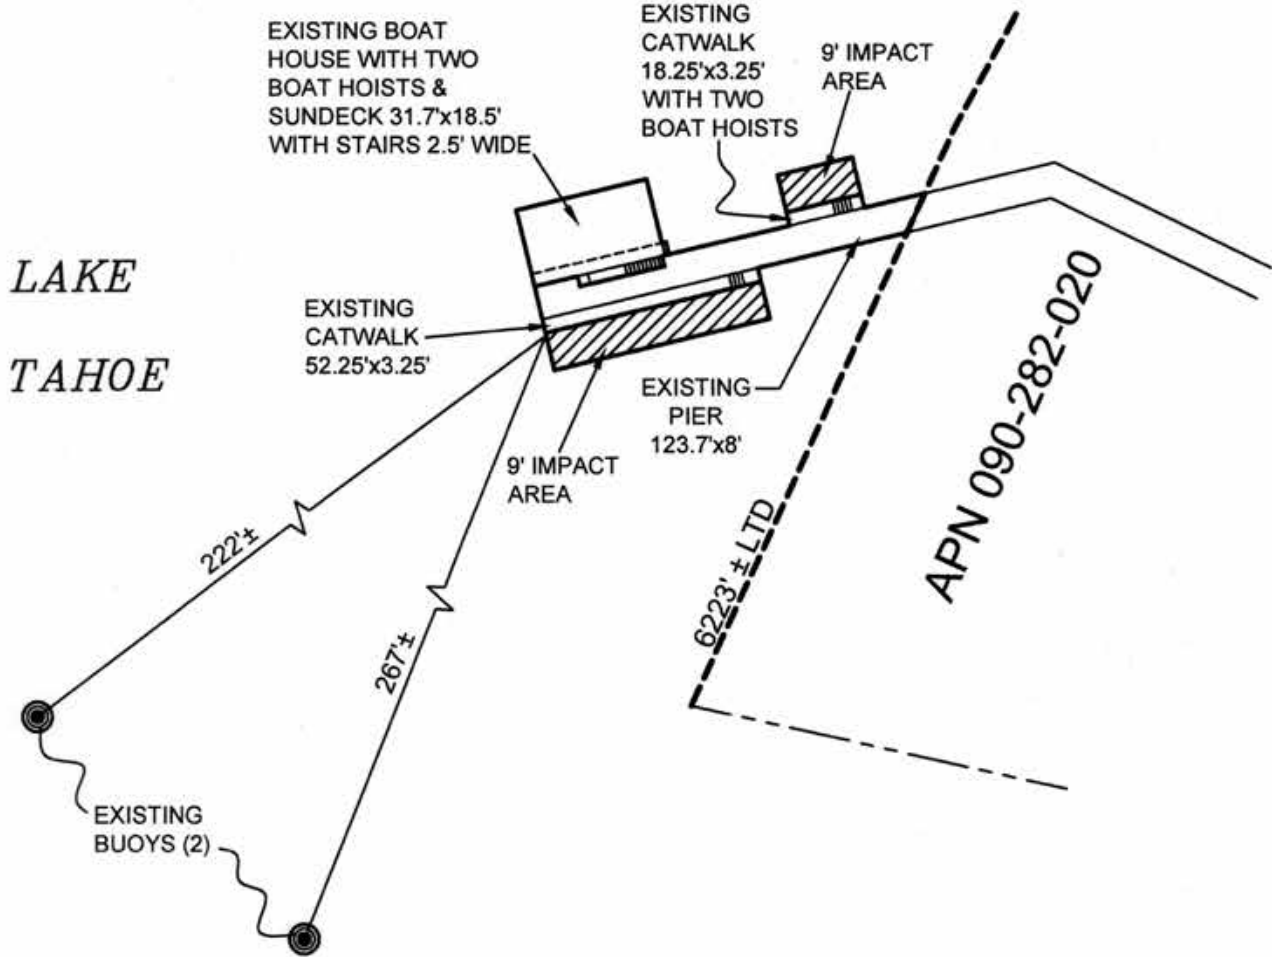 EXISTING BOAT
HOUSE WITH TWO
BOAT HOISTS &
SUNDECK 31.7'x18.5'
WITH STAIRS 2.5' WIDE
EXISTING
CATWALK
18.25'x3.25'
WITH TWO
BOAT HOISTS
9' IMPACT
AREA
LAKE
TAHOE
EXISTING
CATWALK
52.25'x3.25'
EXISTING
PIER
123.7'x8'
9' IMPACT
AREA
222'±
267'±
6223' ± LTD
APN 090-282-020
EXISTING
BUOYS (2)